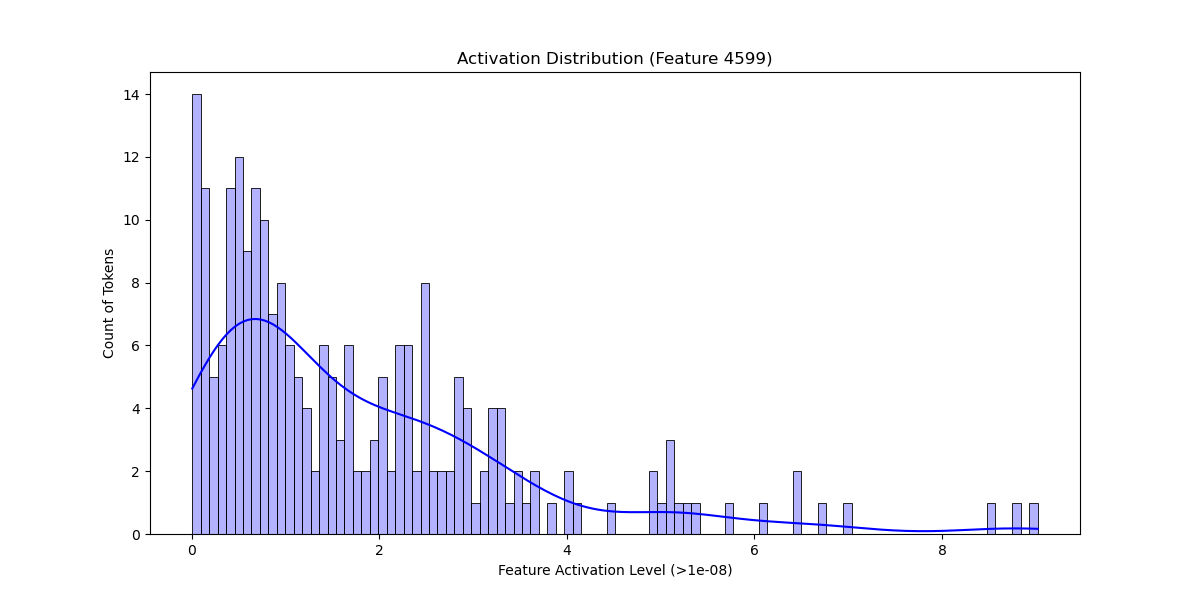 Activation Distribution (Feature 4599)
14
12
10
8
6
4
2
0
Count of Tokens
0 2 4 6 8
Feature Activation Level (>1e-08)